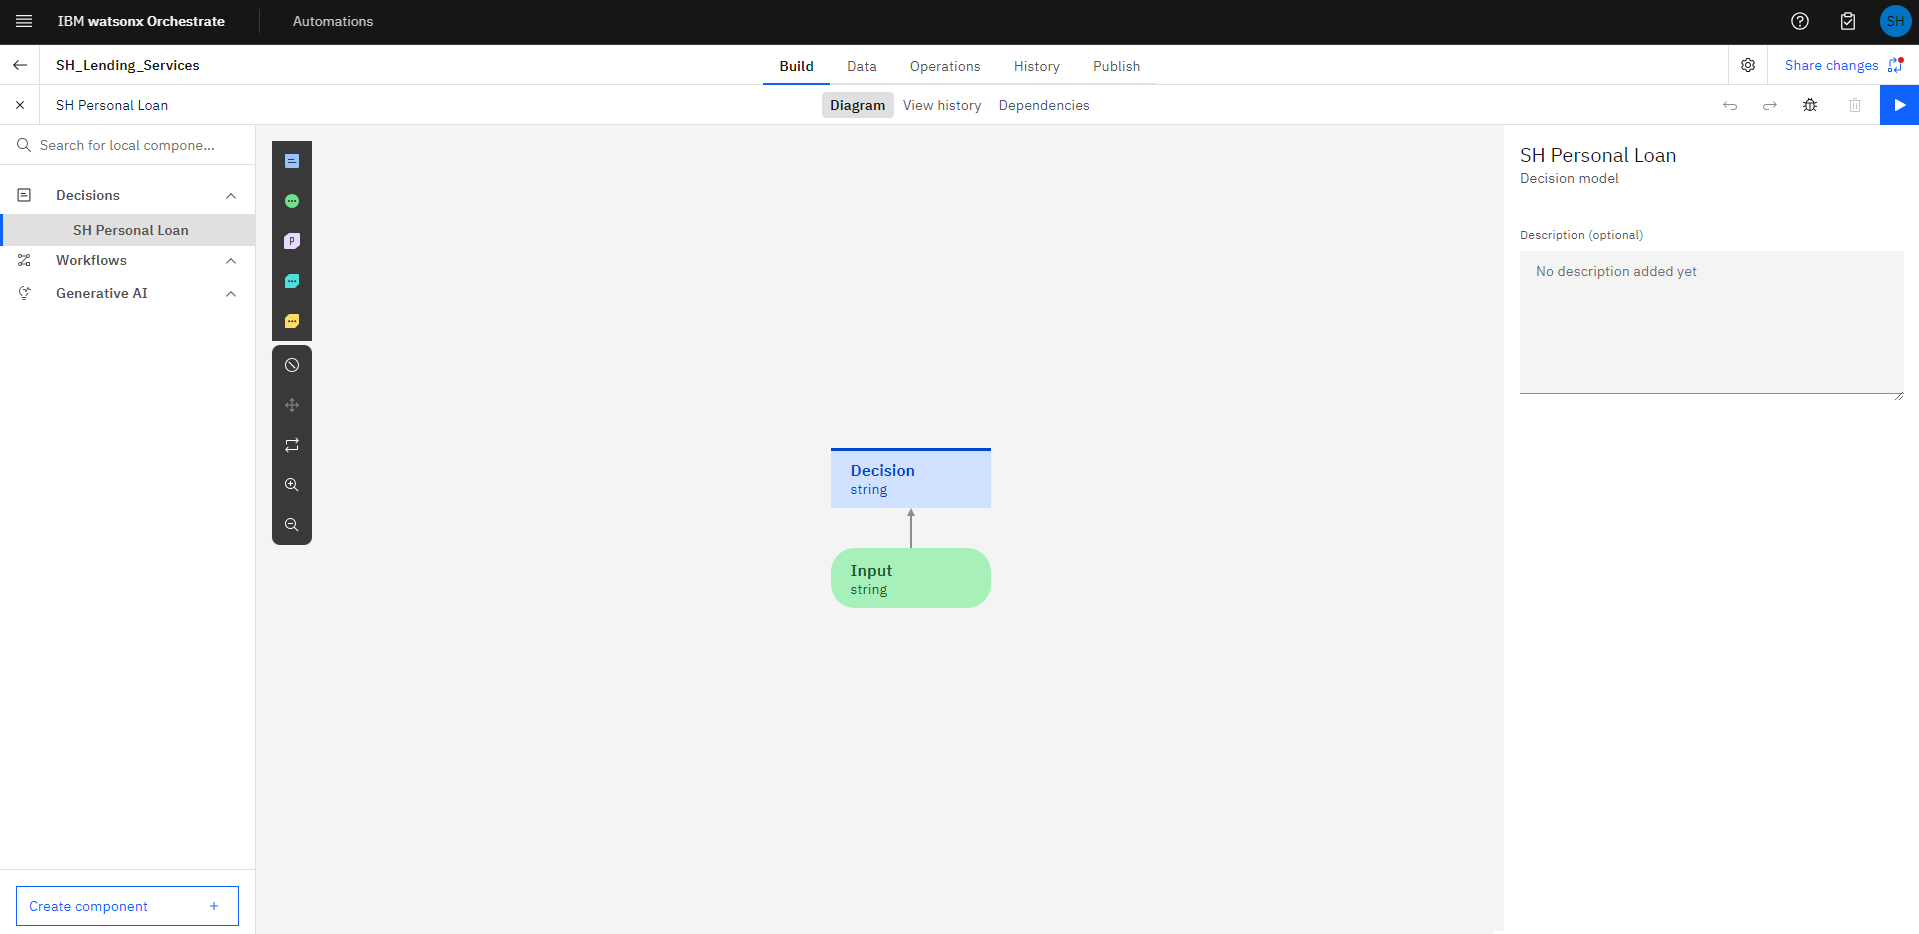 IBM watsonx Orchestrate
Automations
SH
SH_Lending_Services
Build
Data
Operations
History
Publish
Share changes
SH Personal Loan
Diagram
View history
Dependencies
Search for local compone...
Decisions
SH Personal Loan
Workflows
Generative AI
Create component
P
Decision
string
Input
string
SH Personal Loan
Decision model
Description (optional)
No description added yet